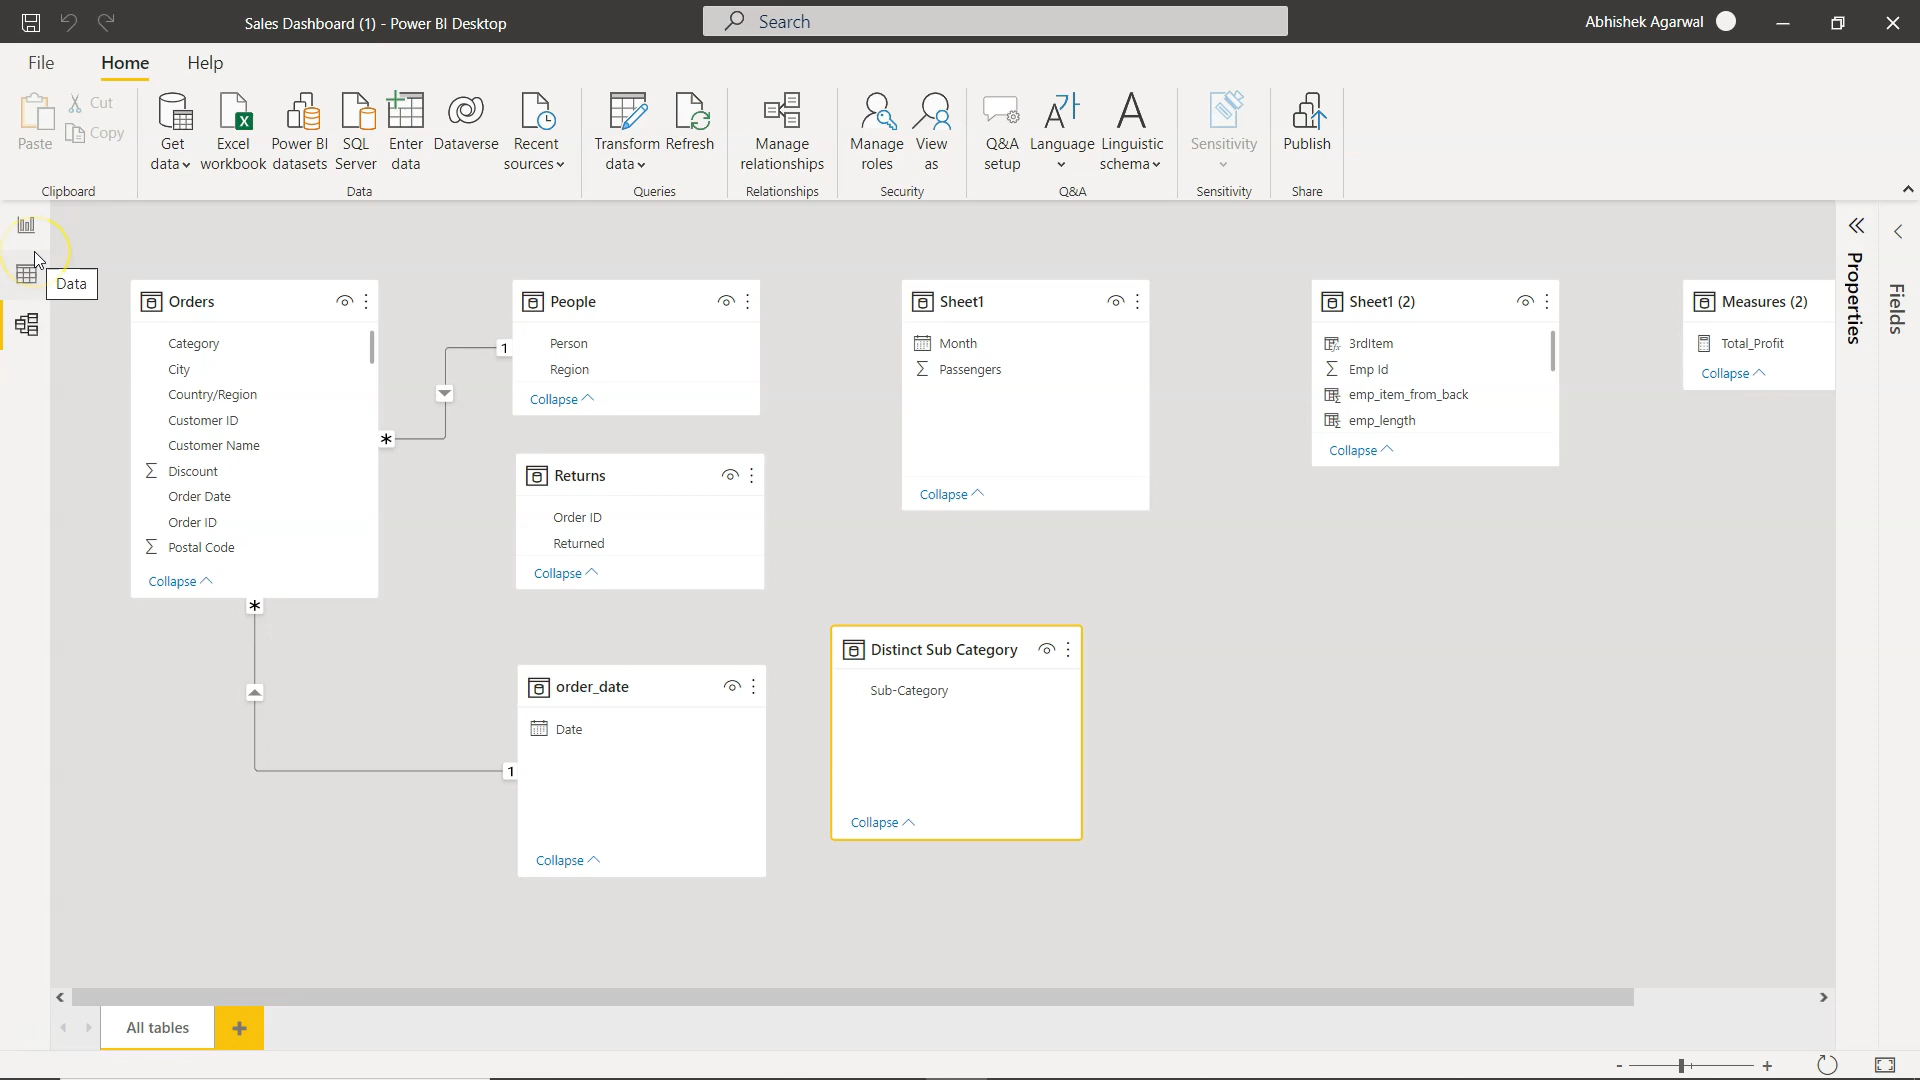 Sales Dashboard (1) - Power BI Desktop
Search
Abhishek Agarwal
File
Home
Help
Paste
Cut
Copy
Get
data
Excel
workbook
Power BI
datasets
SQL
Server
Enter
data
Dataverse
Recent
sources
Transform
data
Refresh
Manage
relationships
Manage
roles
View
as
Q&A
setup
Language
Linguistic
schema
Sensitivity
Publish
Clipboard
Data
Queries
Relationships
Security
Q&A
Sensitivity
Share
Data
Orders
Category
City
Country/Region
Customer ID
Customer Name
Discount
Order Date
Order ID
Postal Code
Collapse
People
Person
Region
Collapse
1
*
Returns
Order ID
Returned
Collapse
*
1
order_date
Date
Collapse
Sheet1
Month
Passengers
Collapse
Distinct Sub Category
Sub-Category
Collapse
Sheet1 (2)
3rdItem
Emp Id
emp_item_from_back
emp_length
Collapse
Measures (2)
Total_Profit
Collapse
Properties
Fields
All tables